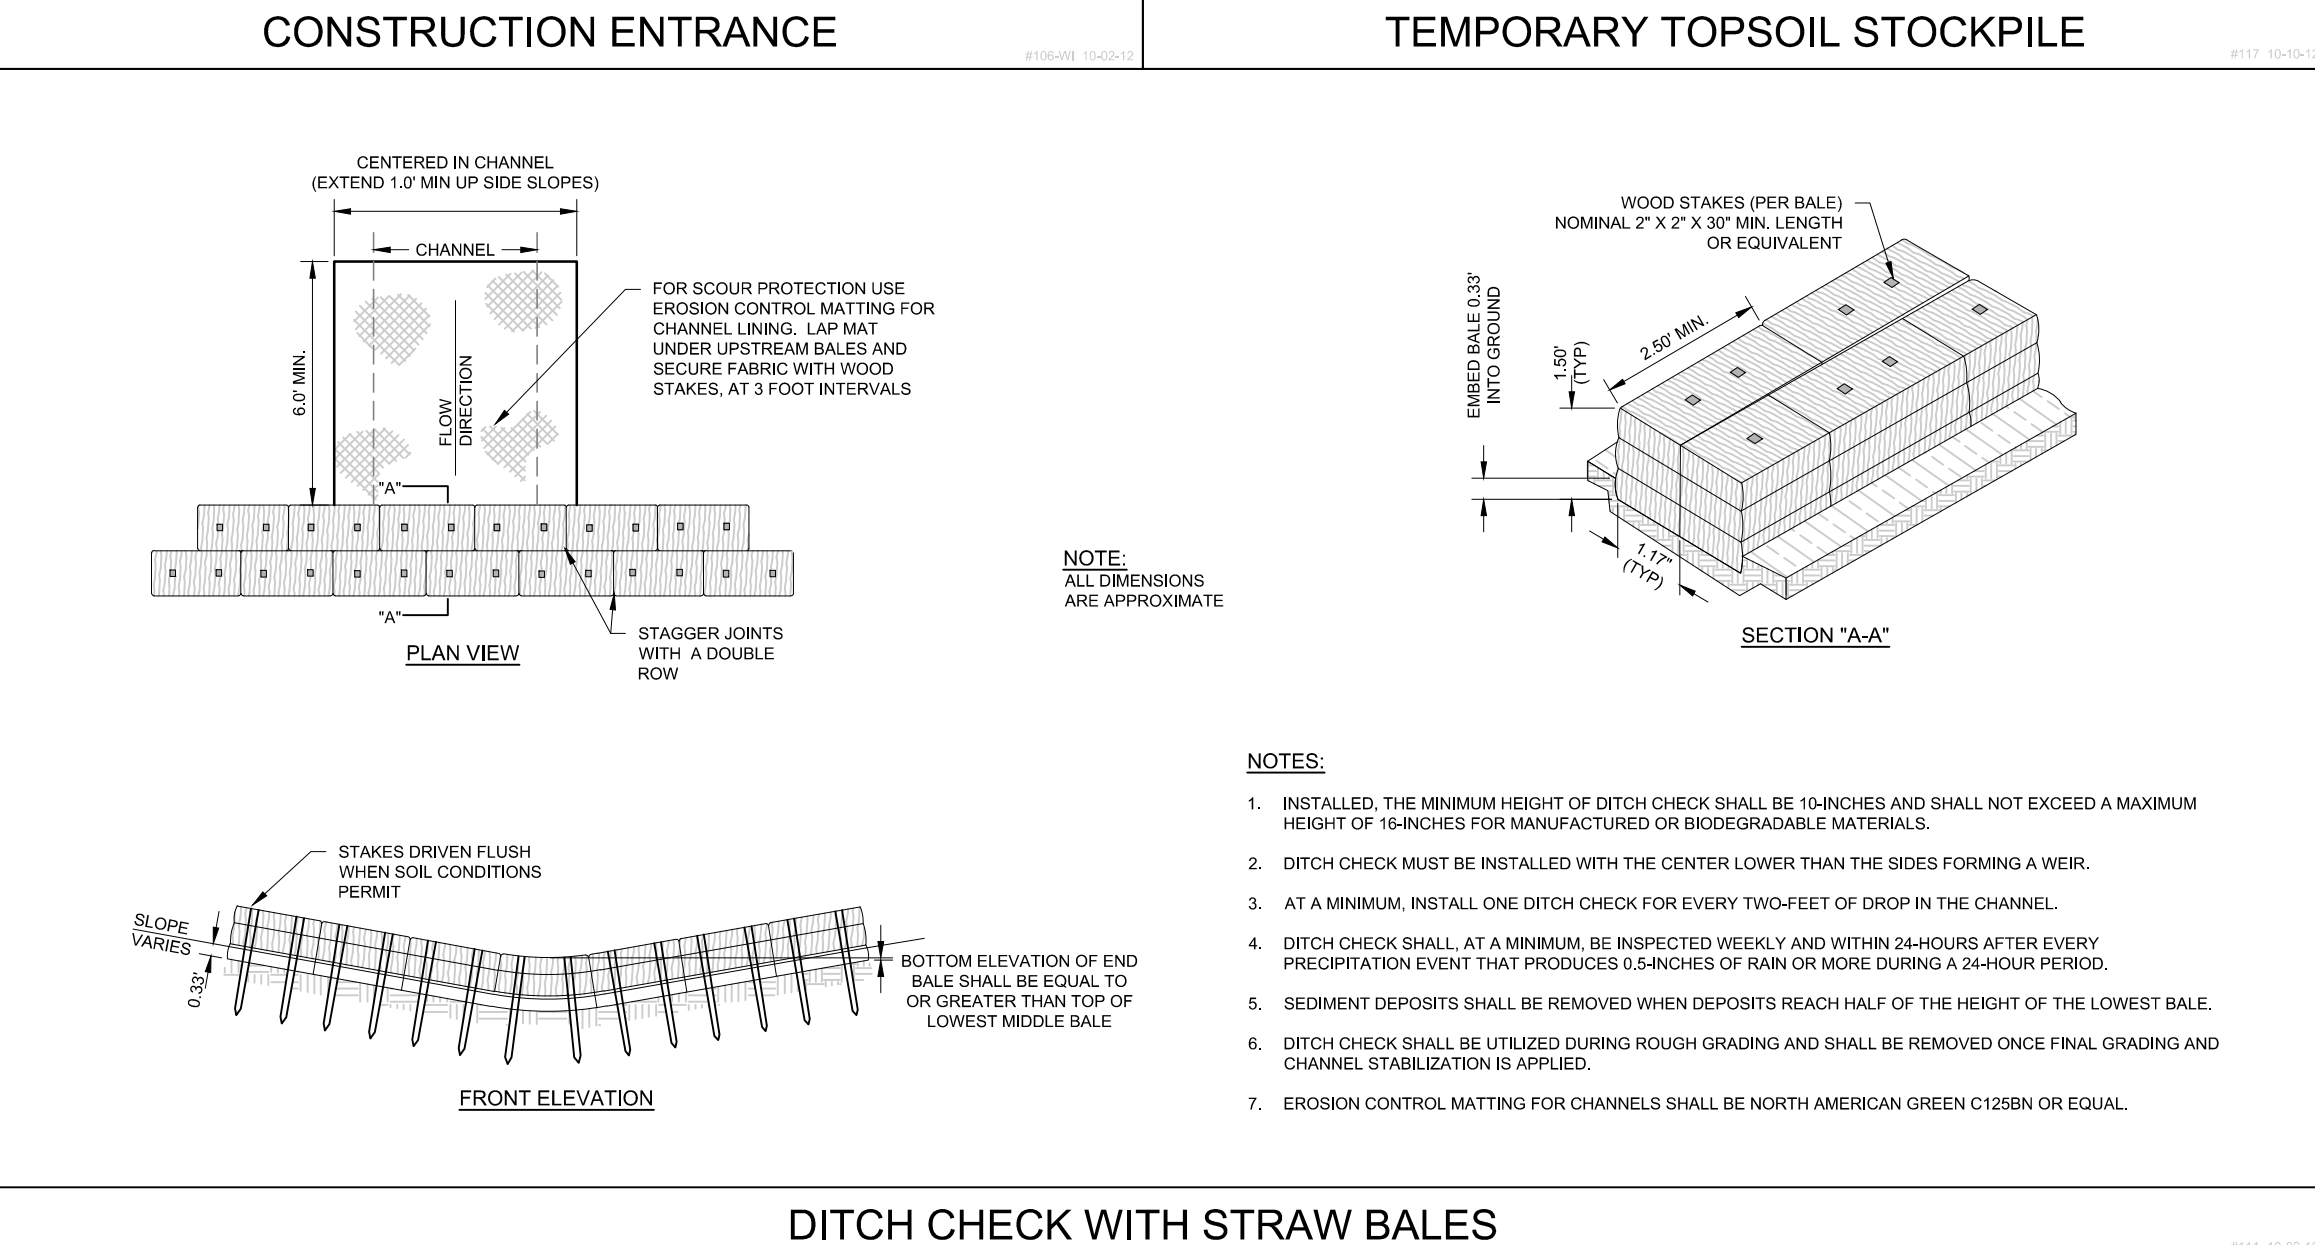 CONSTRUCTION ENTRANCE
#106-WI 10-02-12
TEMPORARY TOPSOIL STOCKPILE
#117 10-10-12
CENTERED IN CHANNEL
(EXTEND 1.0' MIN UP SIDE SLOPES)
CHANNEL
6.0' MIN.
FLOW
DIRECTION
FOR SCOUR PROTECTION USE
EROSION CONTROL MATTING FOR
CHANNEL LINING. LAP MAT
UNDER UPSTREAM BALES AND
SECURE FABRIC WITH WOOD
STAKES, AT 3 FOOT INTERVALS
"A"
"A"
PLAN VIEW
STAGGER JOINTS
WITH A DOUBLE
ROW
NOTE:
ALL DIMENSIONS
ARE APPROXIMATE
WOOD STAKES (PER BALE)
NOMINAL 2" X 2" X 30" MIN. LENGTH
OR EQUIVALENT
EMBED BALE 0.33'
INTO GROUND
1.50'
(TYP)
2.50' MIN.
1.17"
(TYP)
SECTION "A-A"
STAKES DRIVEN FLUSH
WHEN SOIL CONDITIONS
PERMIT
SLOPE
VARIES
0.33'
BOTTOM ELEVATION OF END
BALE SHALL BE EQUAL TO
OR GREATER THAN TOP OF
LOWEST MIDDLE BALE
FRONT ELEVATION
NOTES:
1. INSTALLED, THE MINIMUM HEIGHT OF DITCH CHECK SHALL BE 10-INCHES AND SHALL NOT EXCEED A MAXIMUM
HEIGHT OF 16-INCHES FOR MANUFACTURED OR BIODEGRADABLE MATERIALS.
2. DITCH CHECK MUST BE INSTALLED WITH THE CENTER LOWER THAN THE SIDES FORMING A WEIR.
3. AT A MINIMUM, INSTALL ONE DITCH CHECK FOR EVERY TWO-FEET OF DROP IN THE CHANNEL.
4. DITCH CHECK SHALL, AT A MINIMUM, BE INSPECTED WEEKLY AND WITHIN 24-HOURS AFTER EVERY
PRECIPITATION EVENT THAT PRODUCES 0.5-INCHES OF RAIN OR MORE DURING A 24-HOUR PERIOD.
5. SEDIMENT DEPOSITS SHALL BE REMOVED WHEN DEPOSITS REACH HALF OF THE HEIGHT OF THE LOWEST BALE.
6. DITCH CHECK SHALL BE UTILIZED DURING ROUGH GRADING AND SHALL BE REMOVED ONCE FINAL GRADING AND
CHANNEL STABILIZATION IS APPLIED.
7. EROSION CONTROL MATTING FOR CHANNELS SHALL BE NORTH AMERICAN GREEN C125BN OR EQUAL.
DITCH CHECK WITH STRAW BALES